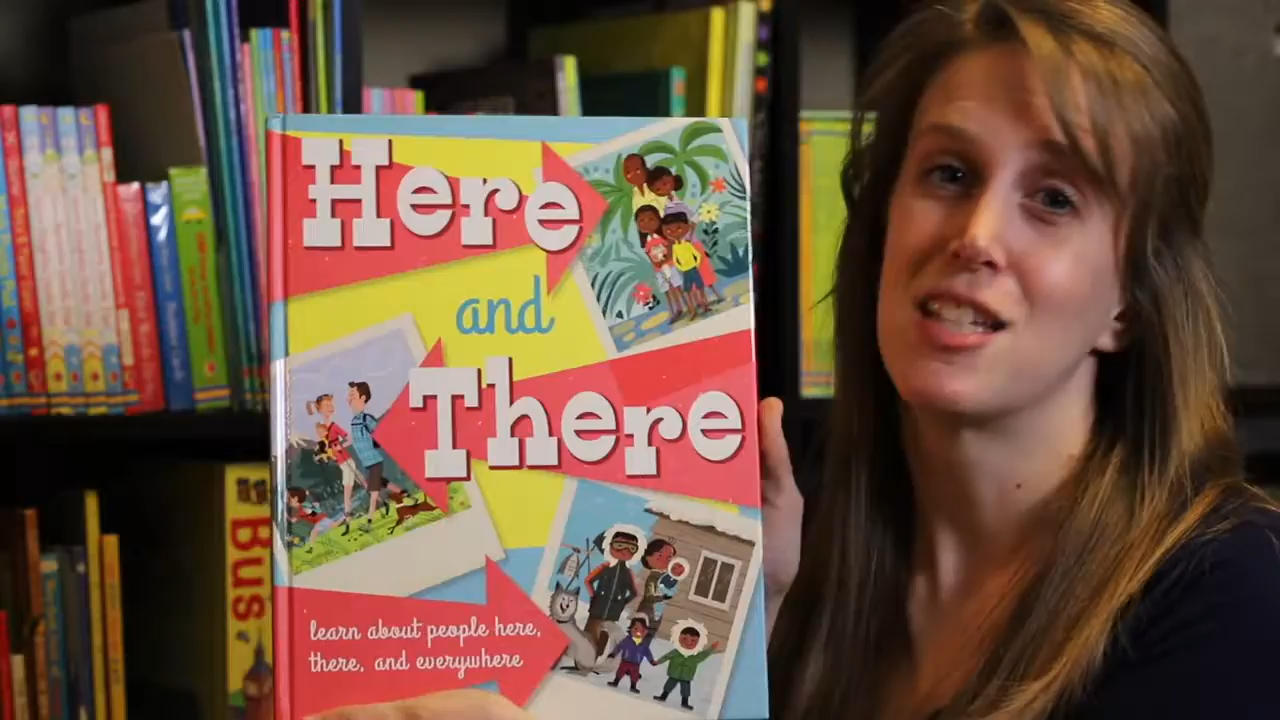 Here
and
There
learn about people here,
there, and everywhere
Bus